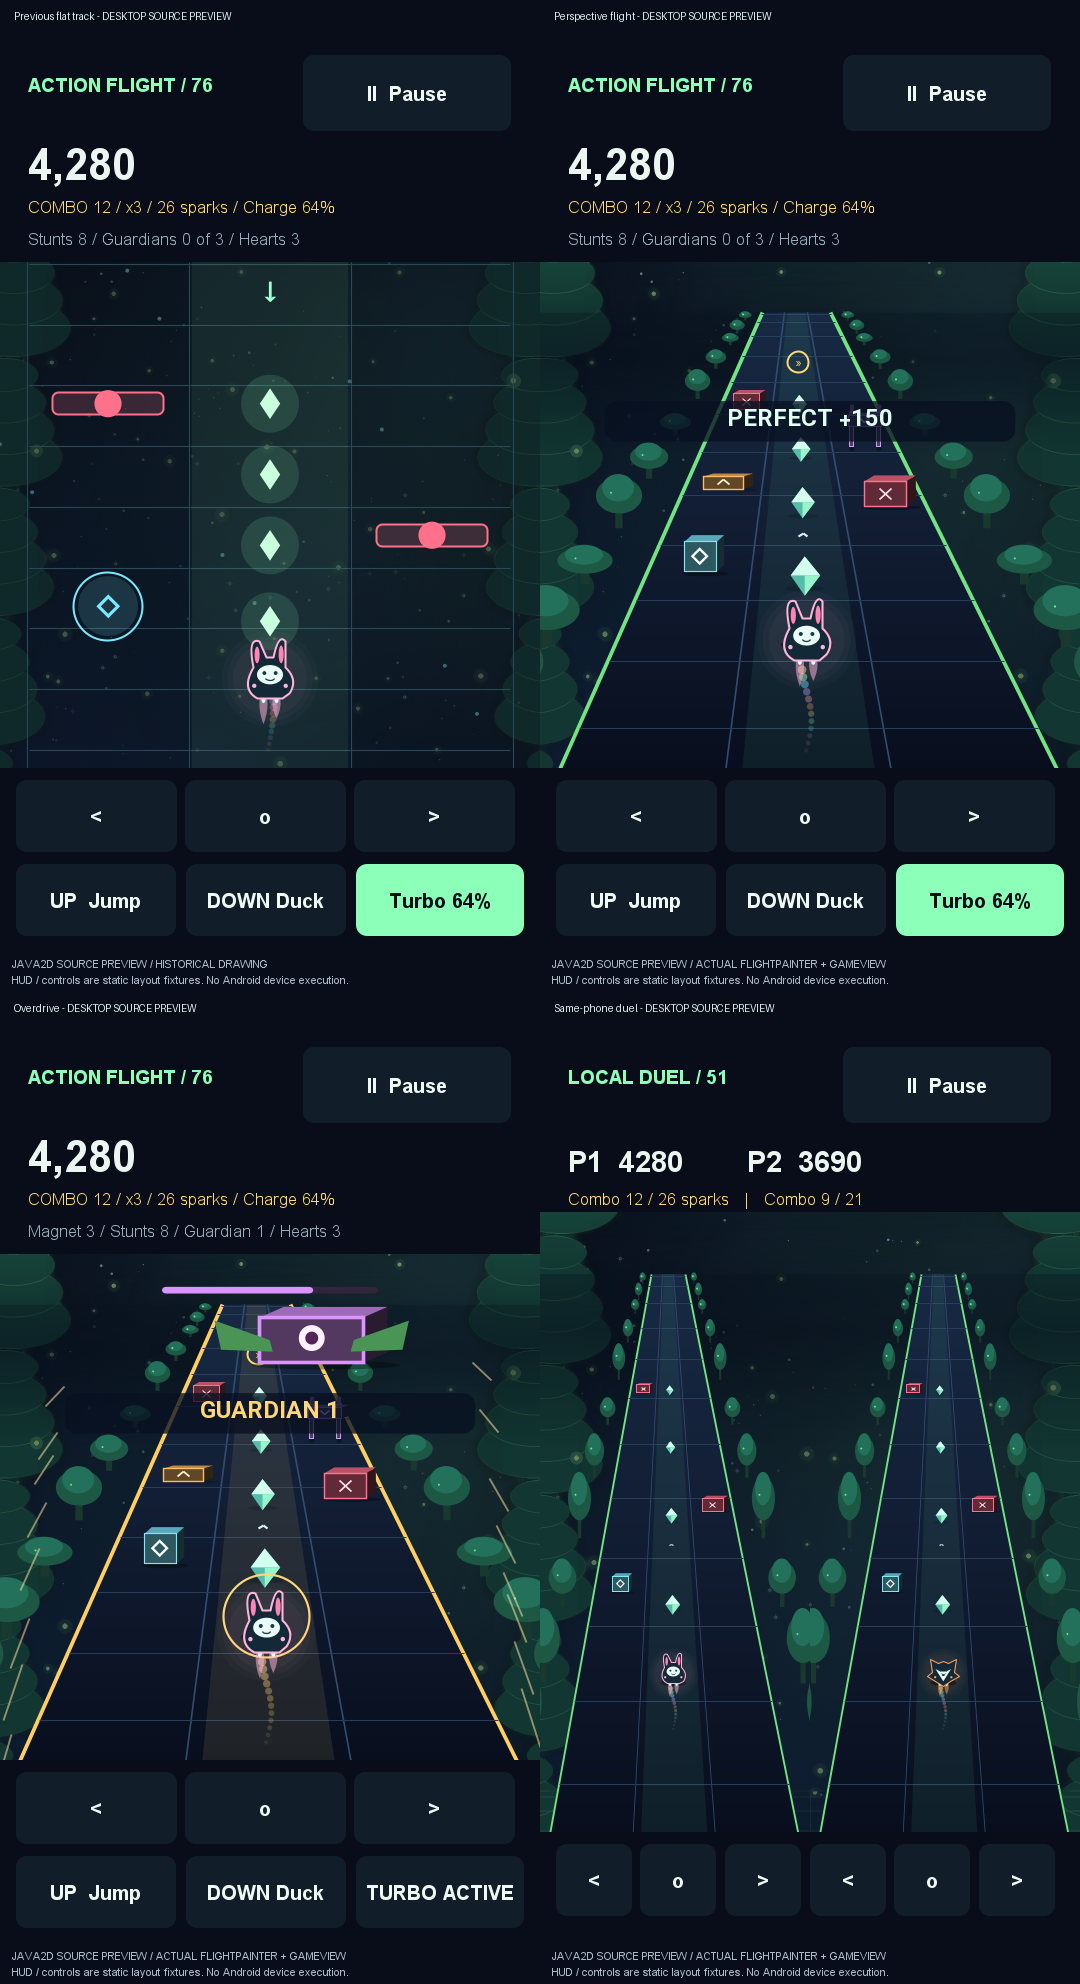 Previous flat track - DESKTOP SOURCE PREVIEW
ACTION FLIGHT / 76
II Pause
4,280
COMBO 12 / x3 / 26 sparks / Charge 64%
Stunts 8 / Guardians 0 of 3 / Hearts 3
↓
<
o
>
UP Jump
DOWN Duck
Turbo 64%
JAVA2D SOURCE PREVIEW / HISTORICAL DRAWING
HUD / controls are static layout fixtures. No Android device execution.
Perspective flight - DESKTOP SOURCE PREVIEW
ACTION FLIGHT / 76
II Pause
4,280
COMBO 12 / x3 / 26 sparks / Charge 64%
Stunts 8 / Guardians 0 of 3 / Hearts 3
»
PERFECT +150
<
o
>
UP Jump
DOWN Duck
Turbo 64%
JAVA2D SOURCE PREVIEW / ACTUAL FLIGHTPAINTER + GAMEVIEW
HUD / controls are static layout fixtures. No Android device execution.
Overdrive - DESKTOP SOURCE PREVIEW
ACTION FLIGHT / 76
II Pause
4,280
COMBO 12 / x3 / 26 sparks / Charge 64%
Magnet 3 / Stunts 8 / Guardian 1 / Hearts 3
GUARDIAN 1
<
o
>
UP Jump
DOWN Duck
TURBO ACTIVE
JAVA2D SOURCE PREVIEW / ACTUAL FLIGHTPAINTER + GAMEVIEW
HUD / controls are static layout fixtures. No Android device execution.
Same-phone duel - DESKTOP SOURCE PREVIEW
LOCAL DUEL / 51
II Pause
P1 4280 P2 3690
Combo 12 / 26 sparks | Combo 9 / 21
<
o
>
<
o
>
JAVA2D SOURCE PREVIEW / ACTUAL FLIGHTPAINTER + GAMEVIEW
HUD / controls are static layout fixtures. No Android device execution.